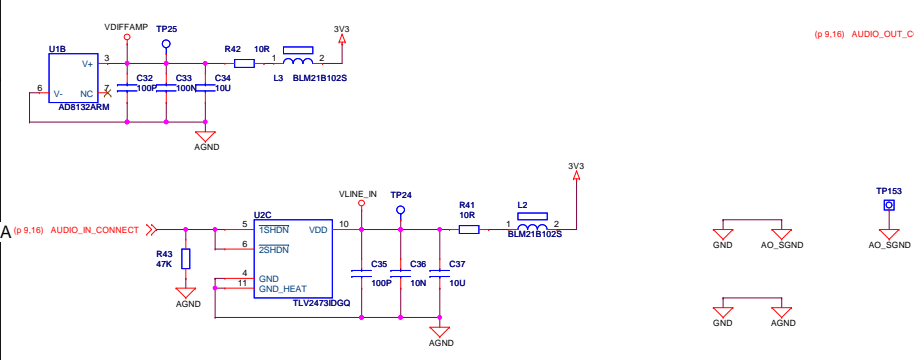 VDIFFAMP
TP25
3V3
(p 9,16) AUDIO_OUT_C
U1B
R42 10R
3
V+
1 2
L3 BLM21B102S
C32
100P
C33
100N
C34
10U
6
V-
NC
7
AD8132ARM
AGND
3V3
VLINE_IN
TP24
TP153
R41
10R
L2
U2C
A
(p 9,16) AUDIO_IN_CONNECT
5
1SHDN
VDD
10
1 2
BLM21B102S
6
2SHDN
GND
AO_SGND
AO_SGND
R43
47K
C35
100P
C36
10N
C37
10U
4
GND
11
GND_HEAT
TLV2473IDGQ
AGND
GND
AGND
AGND